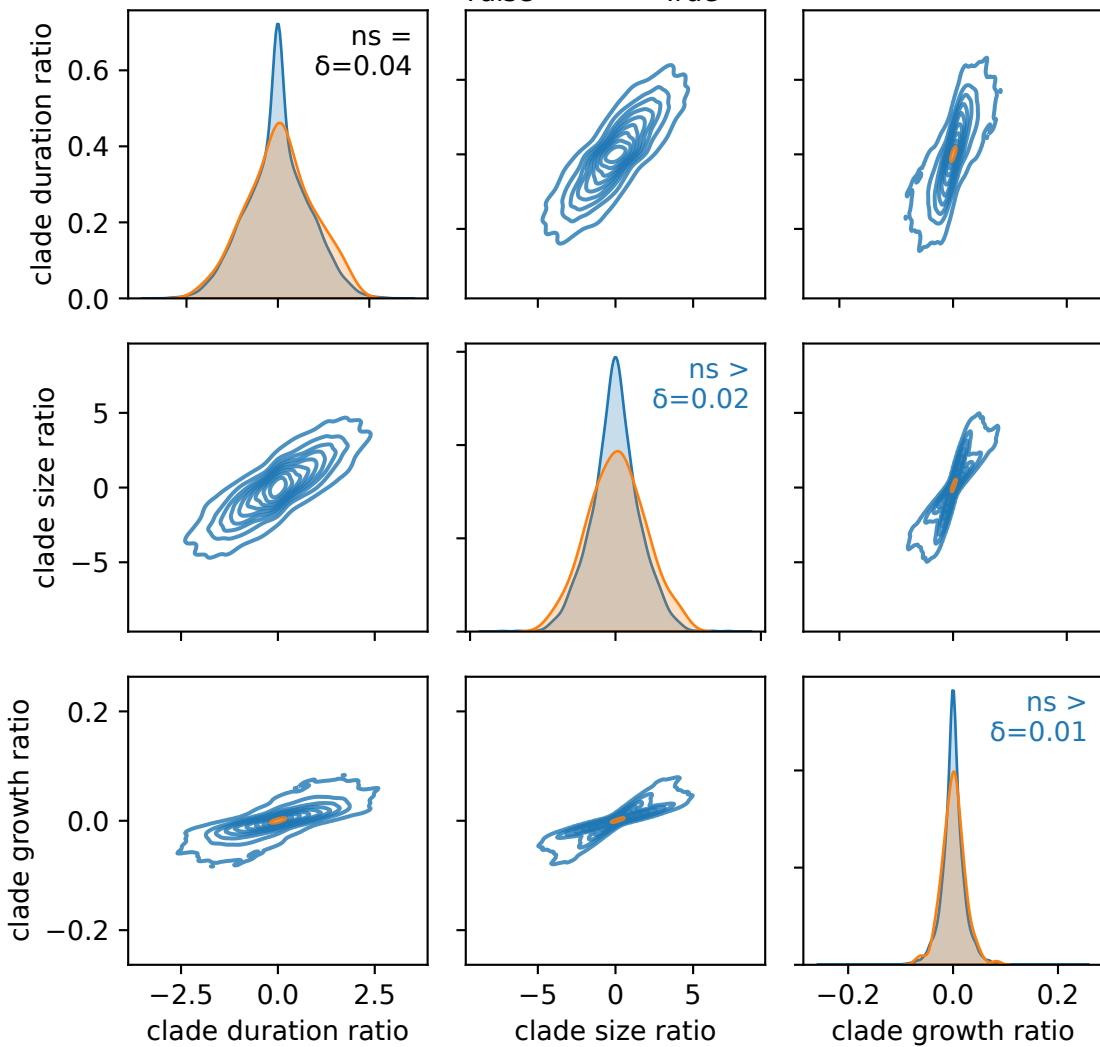 ns =
δ=0.04
clade duration ratio
0.6
0.4
0.2
0.0
ns >
δ=0.02
clade size ratio
5
0
−5
ns >
δ=0.01
clade growth ratio
0.2
0.0
−0.2
−2.5 0.0 2.5
−5 0 5
−0.2 0.0 0.2
clade duration ratio
clade size ratio
clade growth ratio